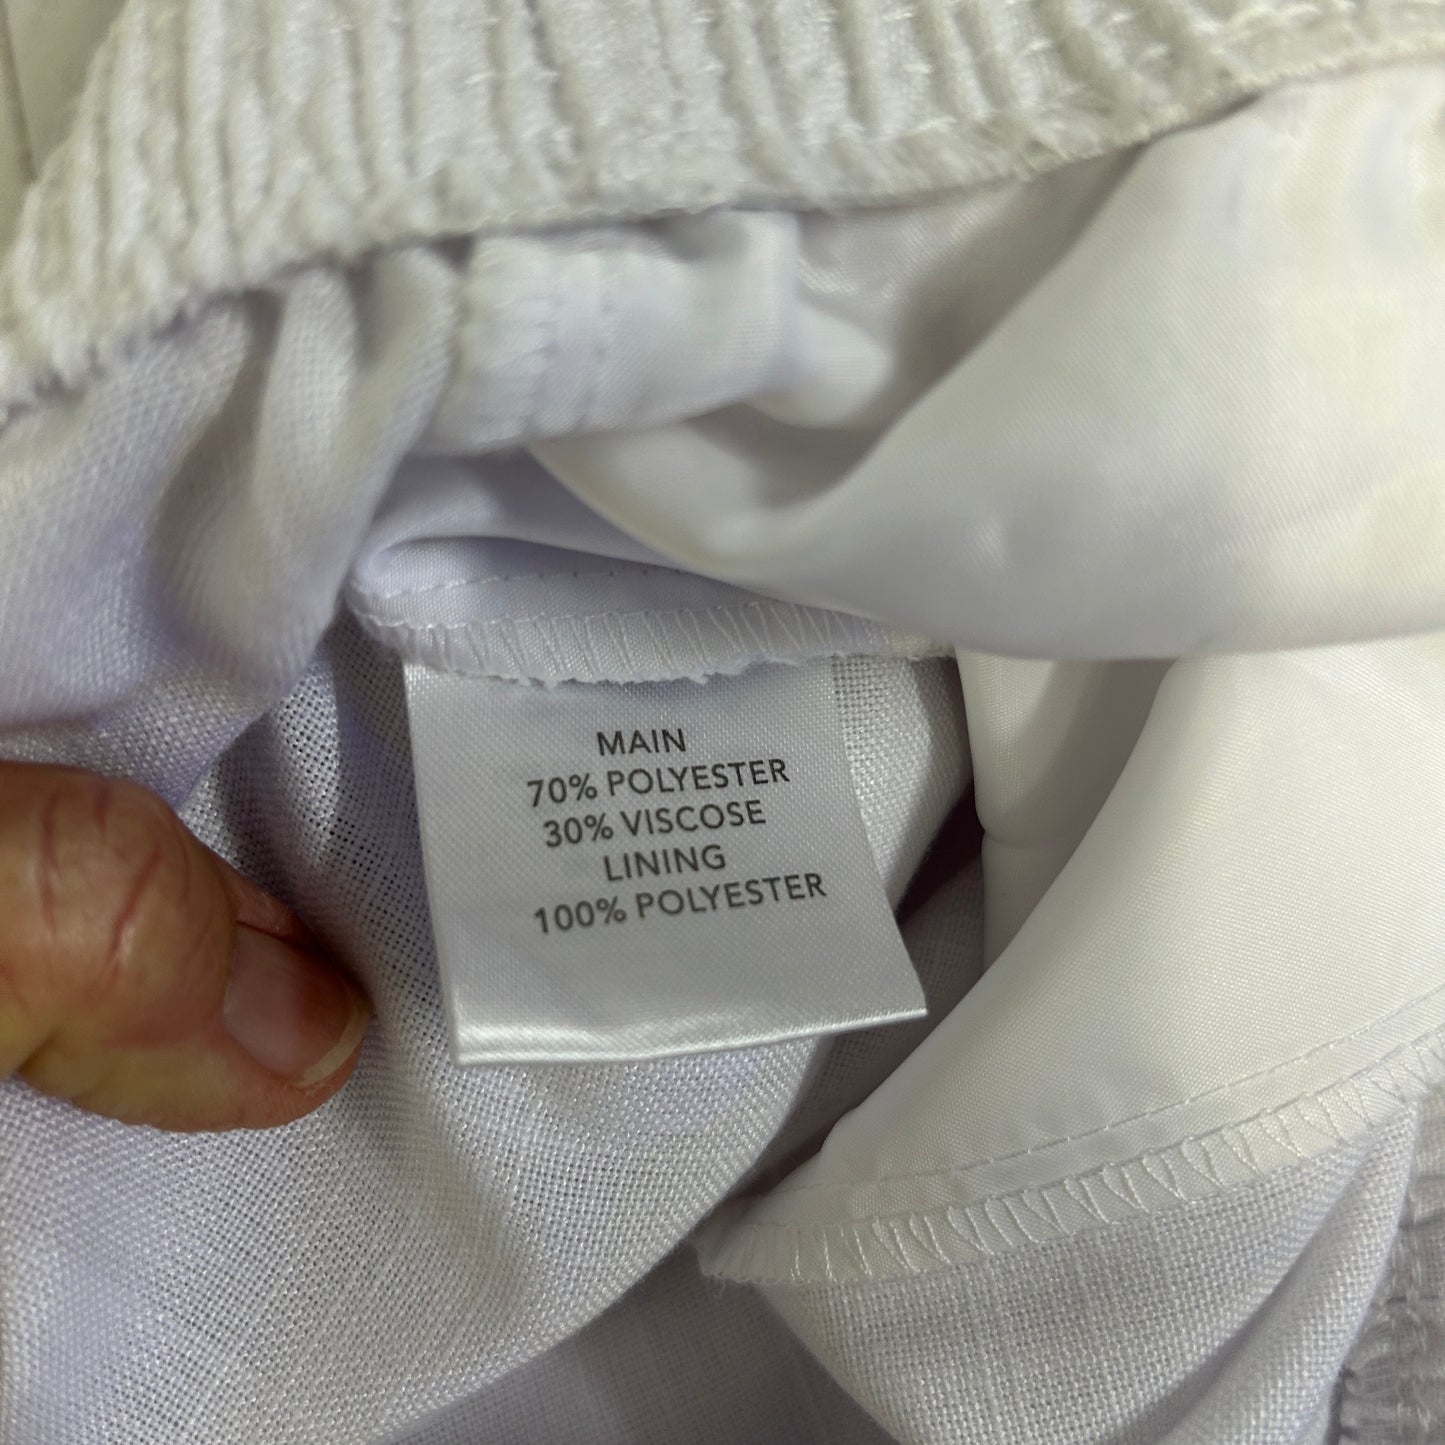 MAIN
70% POLYESTER
30% VISCOSE
LINING
100% POLYESTER